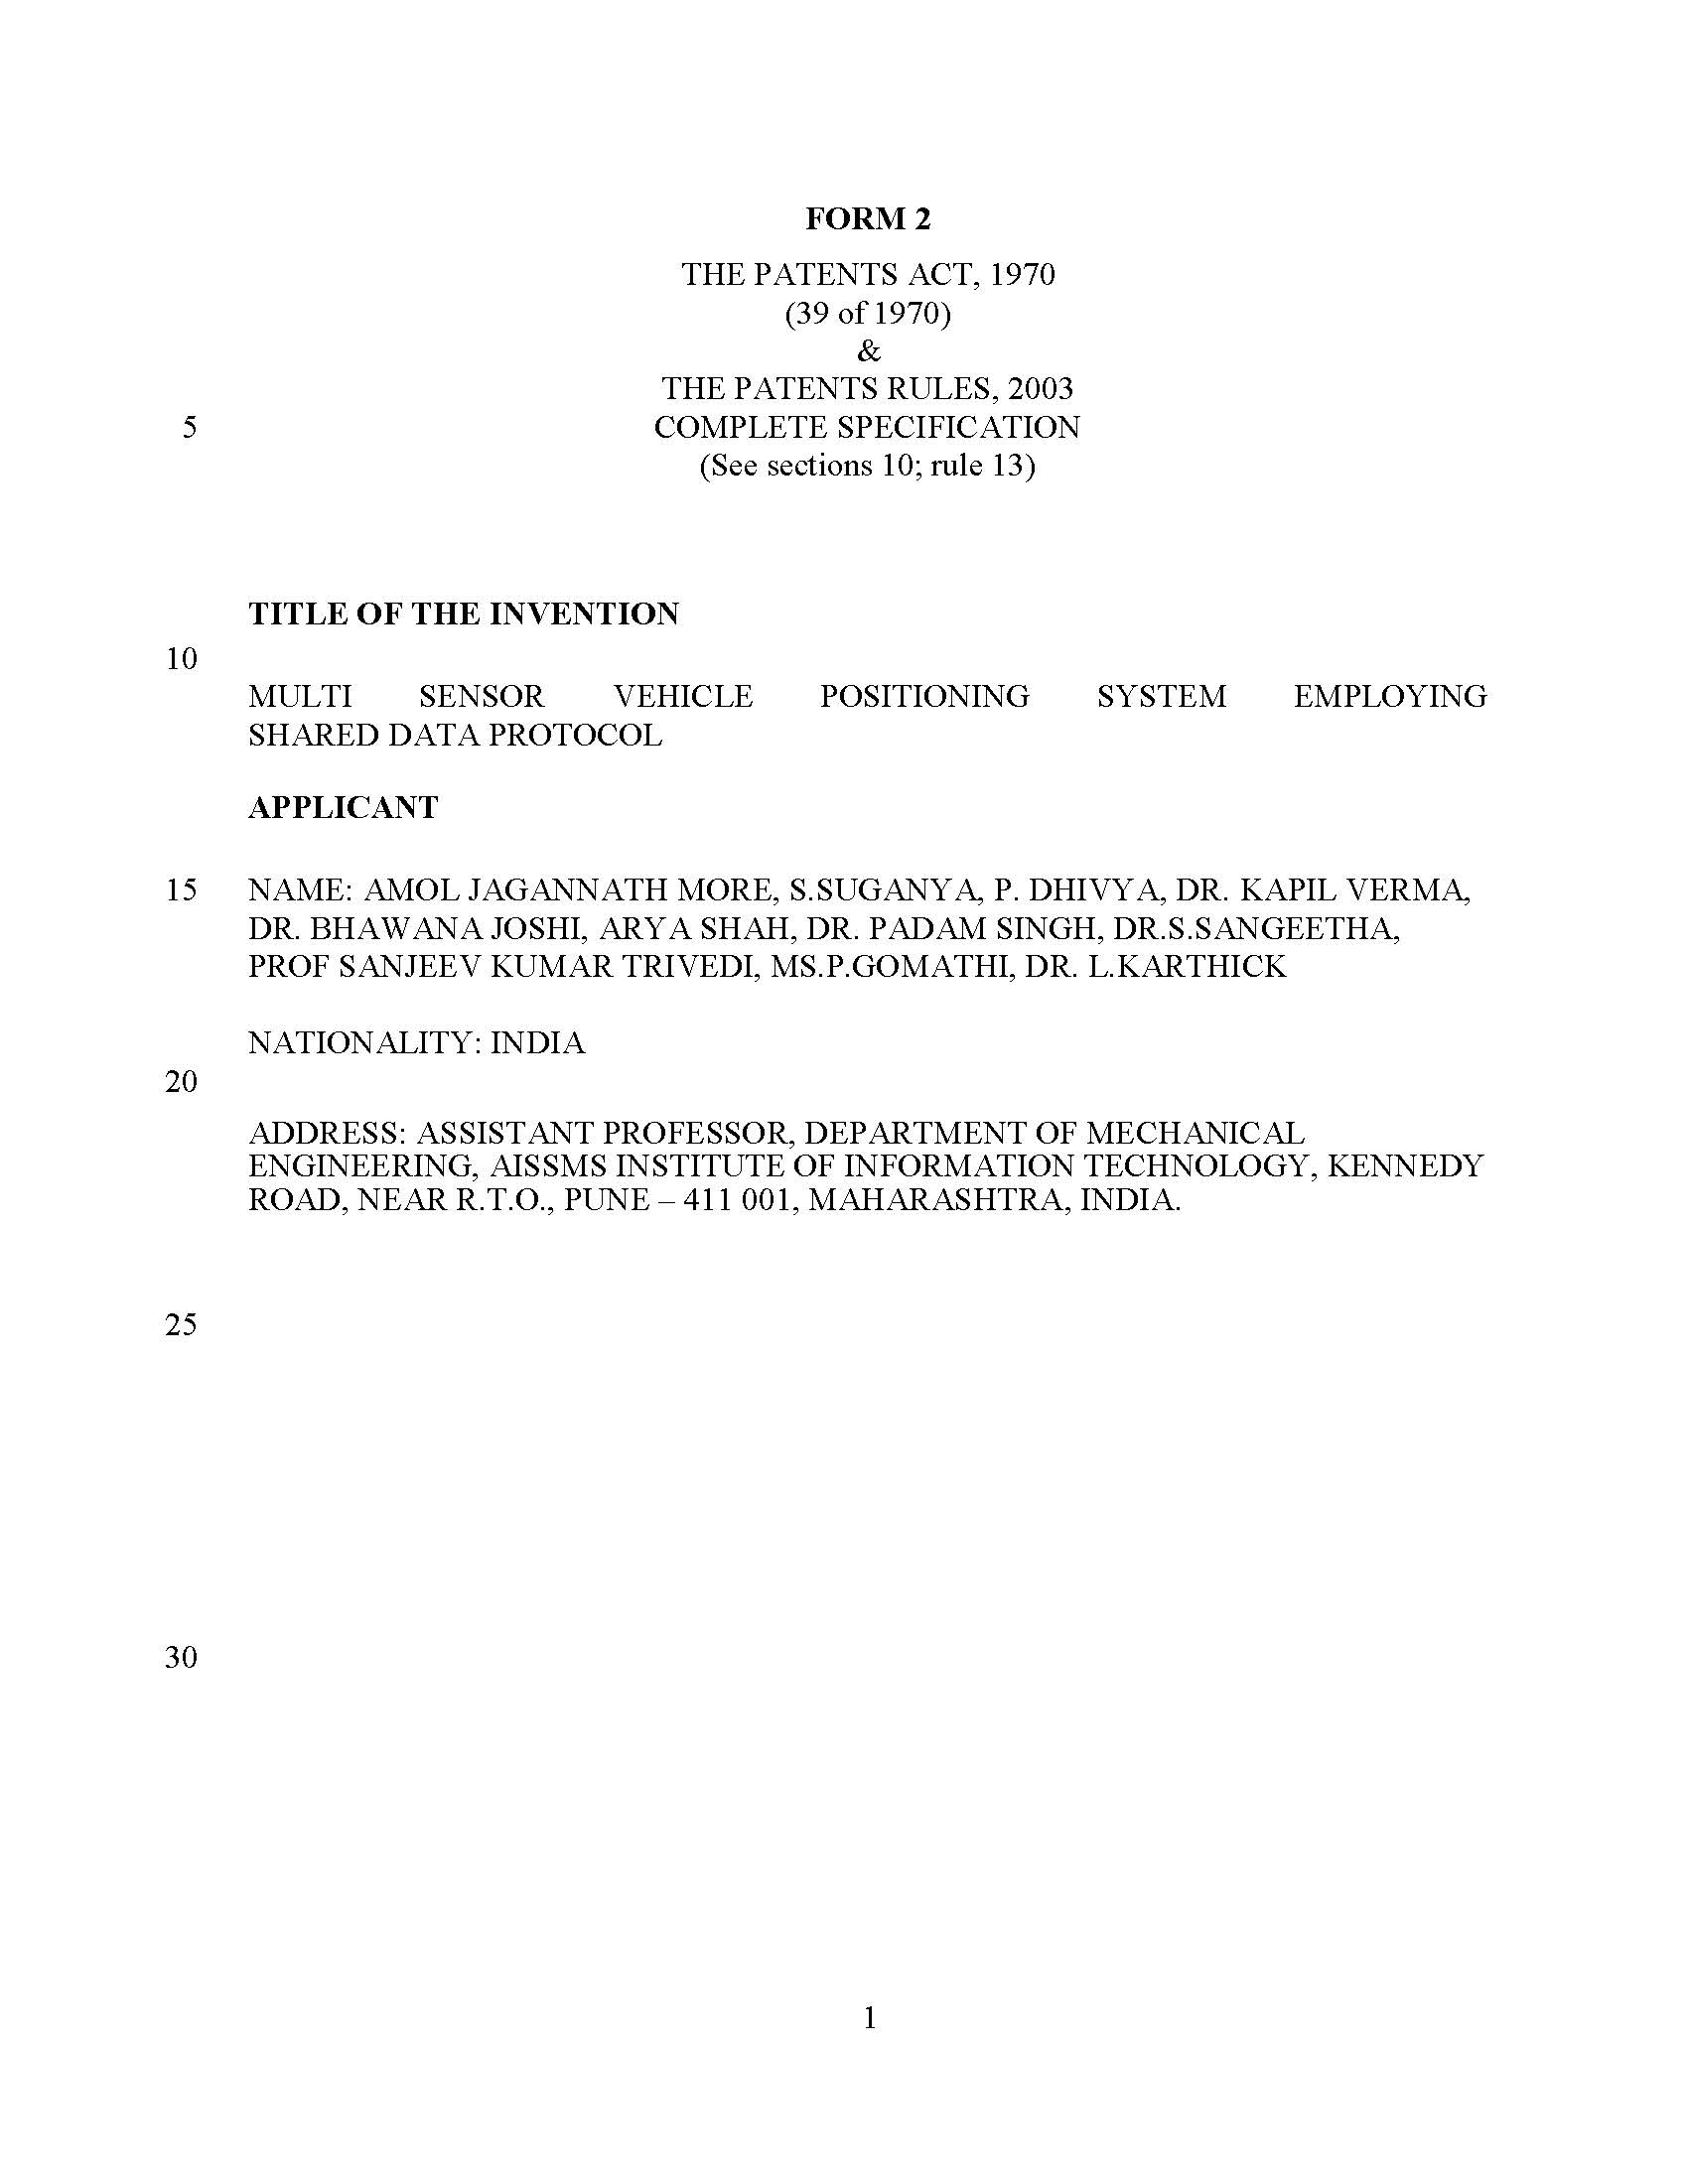 FORM 2
THE PATENTS ACT, 1970
(39 of 1970)
&
THE PATENTS RULES, 2003
5 COMPLETE SPECIFICATION
(See sections 10; rule 13)
TITLE OF THE INVENTION
10
MULTI SENSOR VEHICLE POSITIONING SYSTEM EMPLOYING
SHARED DATA PROTOCOL
APPLICANT
15 NAME: AMOL JAGANNATH MORE, S.SUGANYA, P. DHIVYA, DR. KAPIL VERMA,
DR. BHAWANA JOSHI, ARYA SHAH, DR. PADAM SINGH, DR.S.SANGEETHA,
PROF SANJEEV KUMAR TRIVEDI, MS.P.GOMATHI, DR. L.KARTHICK
NATIONALITY: INDIA
20
ADDRESS: ASSISTANT PROFESSOR, DEPARTMENT OF MECHANICAL
ENGINEERING, AISSMS INSTITUTE OF INFORMATION TECHNOLOGY, KENNEDY
ROAD, NEAR R.T.O., PUNE – 411 001, MAHARASHTRA, INDIA.
25
30
1